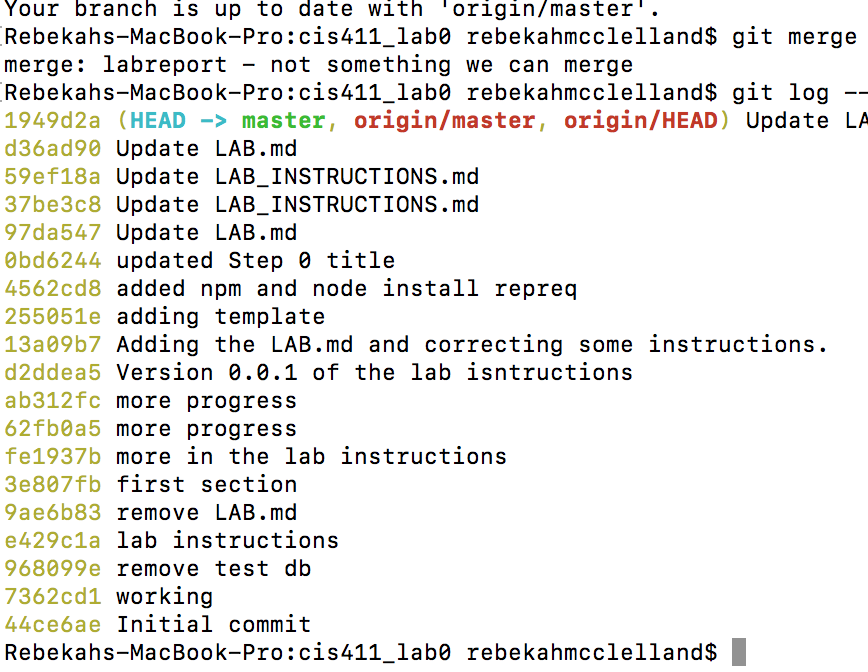 Your branch is up to date with 'origin/master'.
Rebekahs-MacBook-Pro:cis411_lab0 rebekahmcclelland$ git merge
merge: labreport - not something we can merge
Rebekahs-MacBook-Pro:cis411_lab0 rebekahmcclelland$ git log --
1949d2a (HEAD -> master, origin/master, origin/HEAD) Update LA
d36ad90 Update LAB.md
59ef18a Update LAB_INSTRUCTIONS.md
37be3c8 Update LAB_INSTRUCTIONS.md
97da547 Update LAB.md
0bd6244 updated Step 0 title
4562cd8 added npm and node install repreq
255051e adding template
13a09b7 Adding the LAB.md and correcting some instructions.
d2ddea5 Version 0.0.1 of the lab isntructions
ab312fc more progress
62fb0a5 more progress
fe1937b more in the lab instructions
3e807fb first section
9ae6b83 remove LAB.md
e429c1a lab instructions
968099e remove test db
7362cd1 working
44ce6ae Initial commit
Rebekahs-MacBook-Pro:cis411_lab0 rebekahmcclelland$